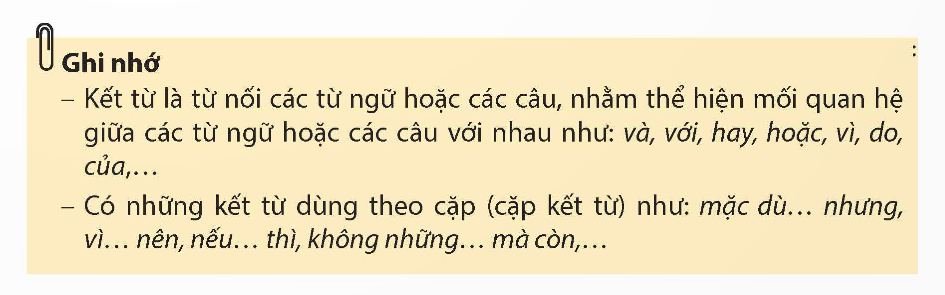 Ghi nhớ
– Kết từ là từ nối các từ ngữ hoặc các câu, nhằm thể hiện mối quan hệ
giữa các từ ngữ hoặc các câu với nhau như: và, với, hay, hoặc, vì, do,
của,…
– Có những kết từ dùng theo cặp (cặp kết từ) như: mặc dù… nhưng,
vì… nên, nếu… thì, không những… mà còn,…